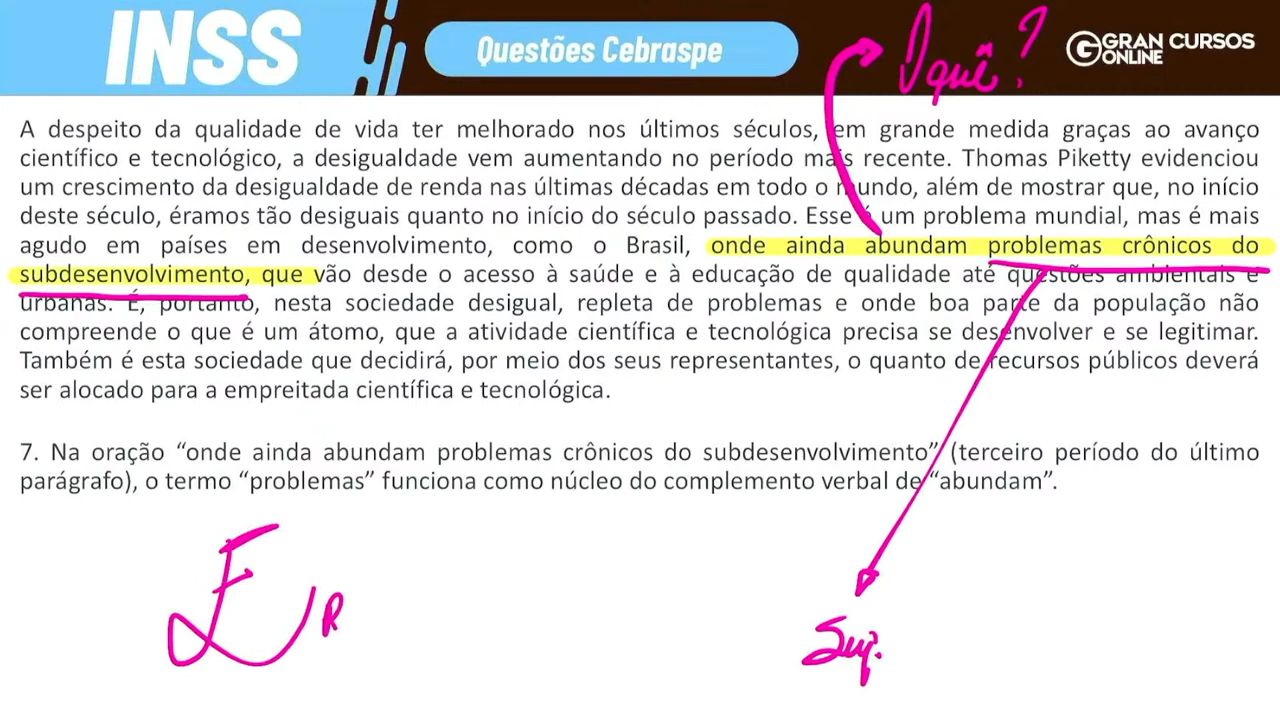 INSS
Questões Cebraspe
O quê?
GRAN CURSOS
ONLINE
A despeito da qualidade de vida ter melhorado nos últimos séculos, em grande medida graças ao avanço
científico e tecnológico, a desigualdade vem aumentando no período mais recente. Thomas Piketty evidenciou
um crescimento da desigualdade de renda nas últimas décadas em todo o mundo, além de mostrar que, no início
deste século, éramos tão desiguais quanto no início do século passado. Esse é um problema mundial, mas é mais
agudo em países em desenvolvimento, como o Brasil, onde ainda abundam problemas crônicos do
subdesenvolvimento, que vão desde o acesso à saúde e à educação de qualidade até questões ambientais e
urbanas. É, portanto, nesta sociedade desigual, repleta de problemas e onde boa parte da população não
compreende o que é um átomo, que a atividade científica e tecnológica precisa se desenvolver e se legitimar.
Também é esta sociedade que decidirá, por meio dos seus representantes, o quanto de recursos públicos deverá
ser alocado para a empreitada científica e tecnológica.
7. Na oração “onde ainda abundam problemas crônicos do subdesenvolvimento” (terceiro período do último
parágrafo), o termo “problemas” funciona como núcleo do complemento verbal de “abundam”.
E
Suj.